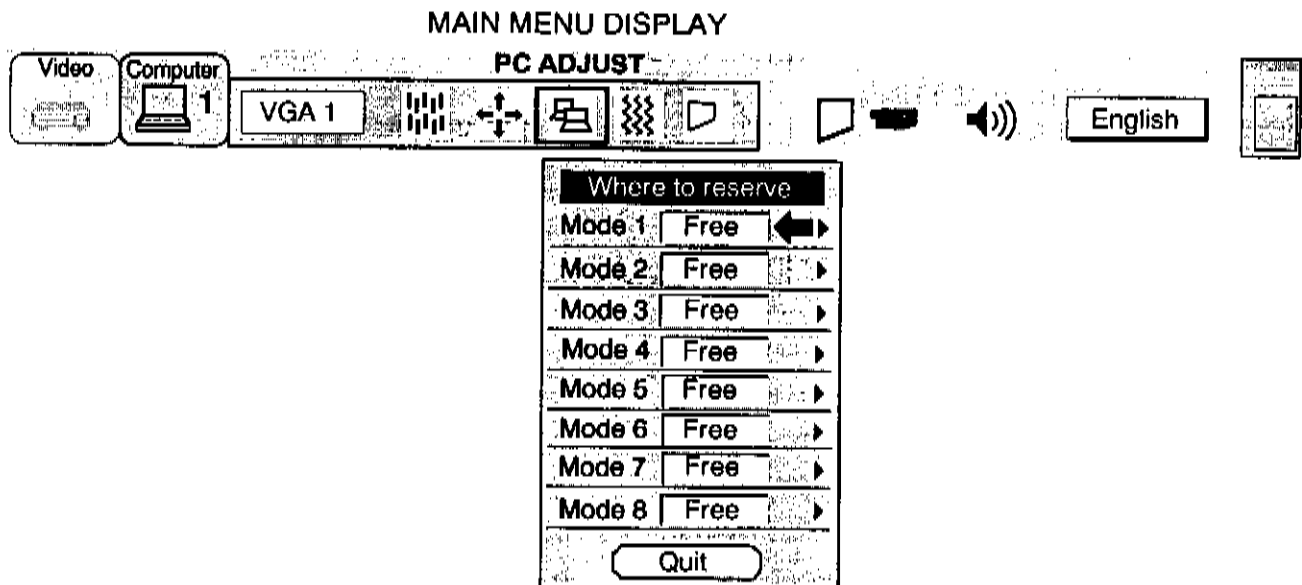 MAIN MENU DISPLAY
PC ADJUST
Video
Computer
1
VGA 1
English
Where to reserve
Mode 1 Free
Mode 2 Free
Mode 3 Free
Mode 4 Free
Mode 5 Free
Mode 6 Free
Mode 7 Free
Mode 8 Free
Quit